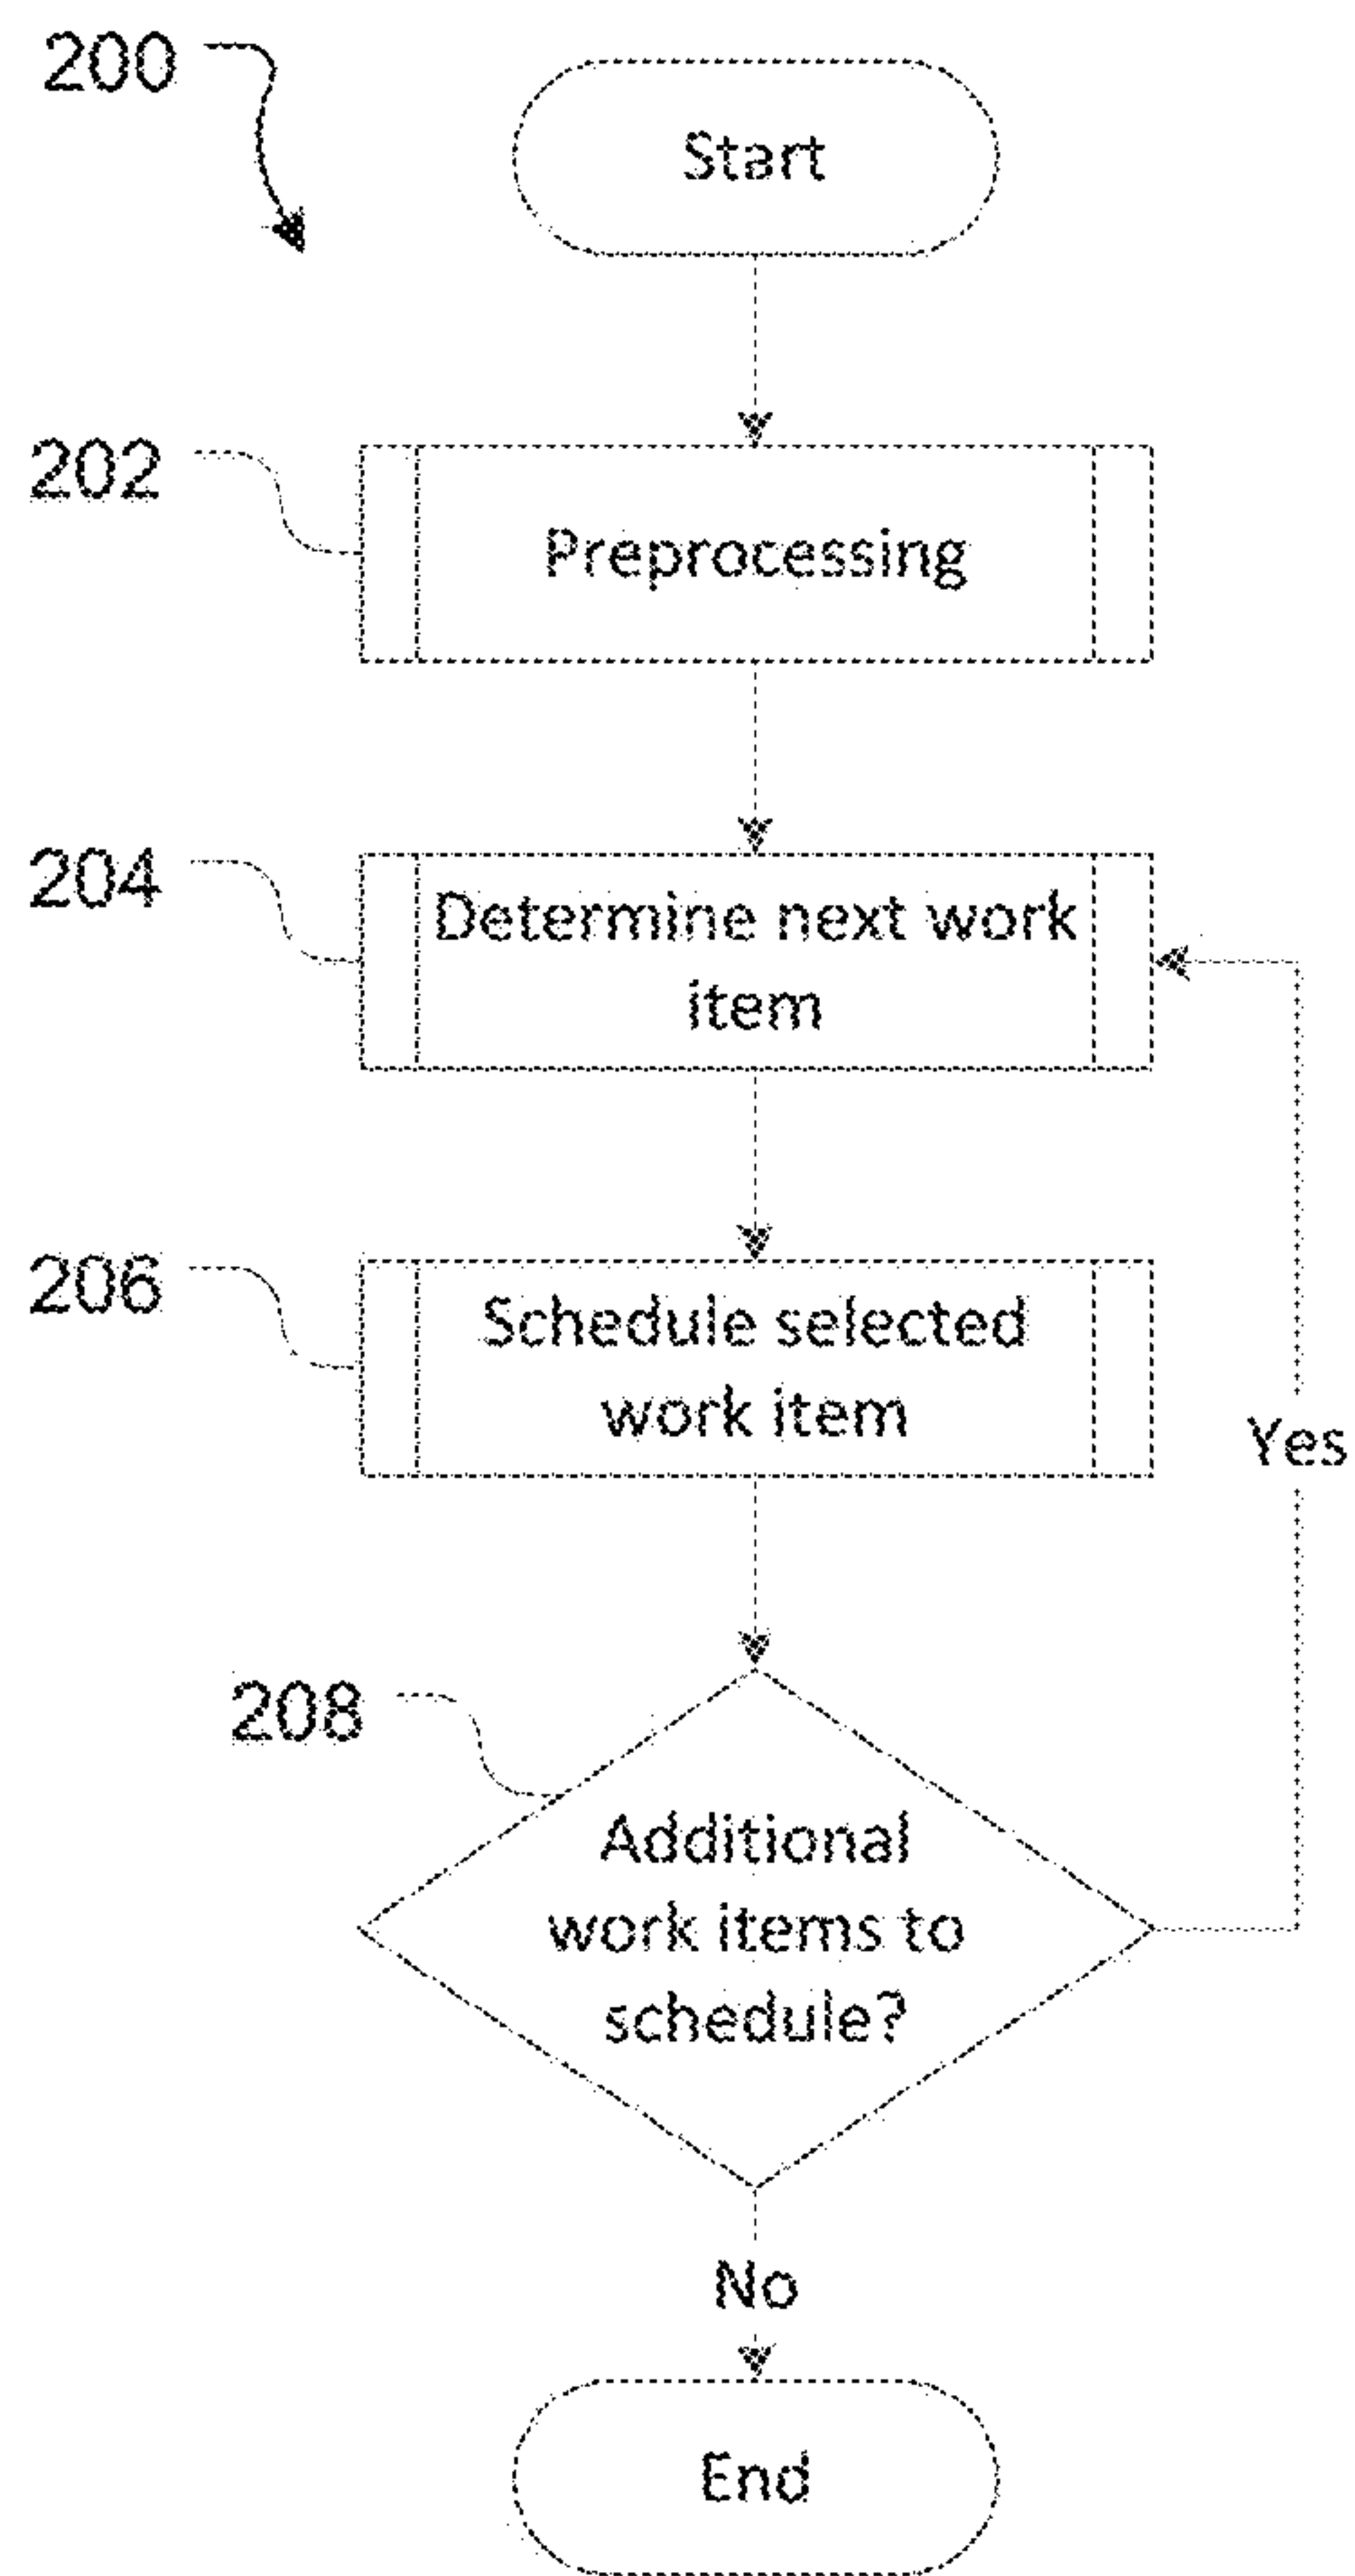 200
Start
202
Preprocessing
204
Determine next work
item
206
Schedule selected
work item
Yes
208
Additional
work items to
schedule?
No
End